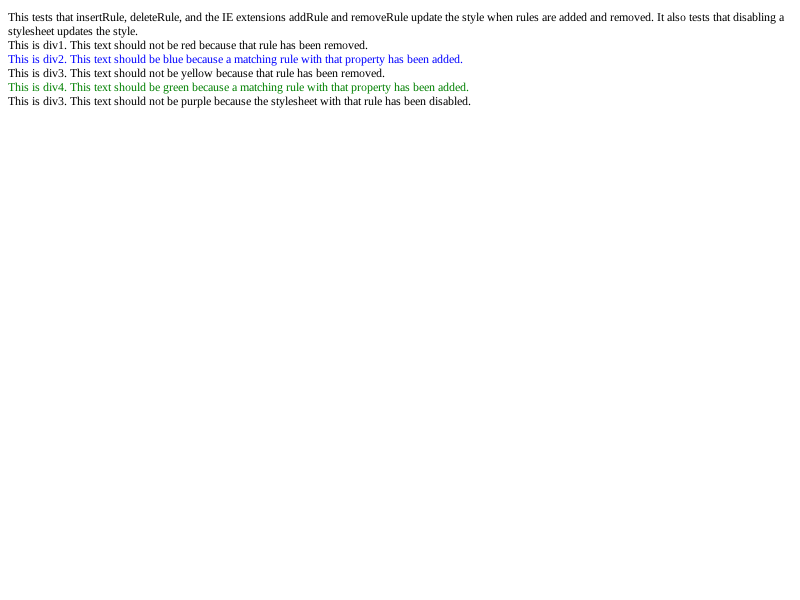 This tests that insertRule, deleteRule, and the IE extensions addRule and removeRule update the style when rules are added and removed. It also tests that disabling a
stylesheet updates the style.
This is div1. This text should not be red because that rule has been removed.
This is div2. This text should be blue because a matching rule with that property has been added.
This is div3. This text should not be yellow because that rule has been removed.
This is div4. This text should be green because a matching rule with that property has been added.
This is div3. This text should not be purple because the stylesheet with that rule has been disabled.